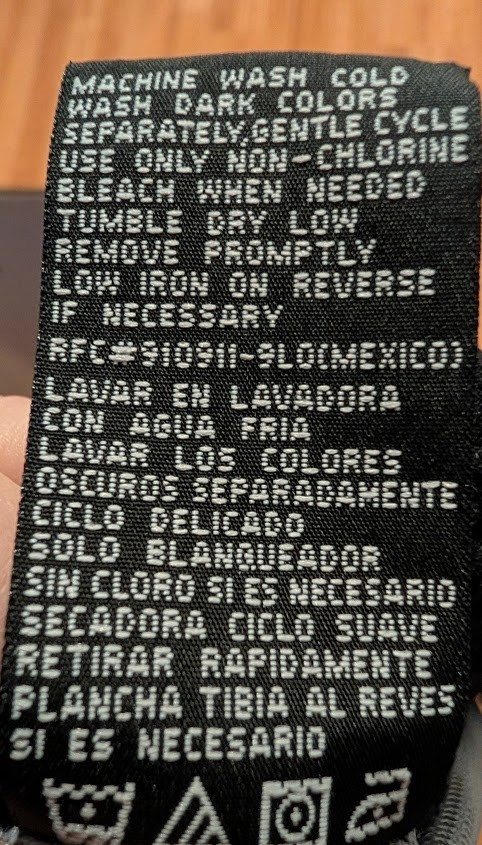 MACHINE WASH COLD
WASH DARK COLORS
SEPARATELY,GENTLE CYCLE
USE ONLY NON-CHLORINE
BLEACH WHEN NEEDED
TUMBLE DRY LOW
REMOVE PROMPTLY
LOW IRON ON REVERSE
IF NECESSARY
RFC#910911-9L0(MEXICO)
LAVAR EN LAVADORA
CON AGUA FRIA
LAVAR LOS COLORES
OSCUROS SEPARADAMENTE
CICLO DELICADO
SOLO BLANQUEADOR
SIN CLORO SI ES NECESARIO
SECADORA CICLO SUAVE
RETIRAR RAPIDAMENTE
PLANCHA TIBIA AL REVES
SI ES NECESARIO